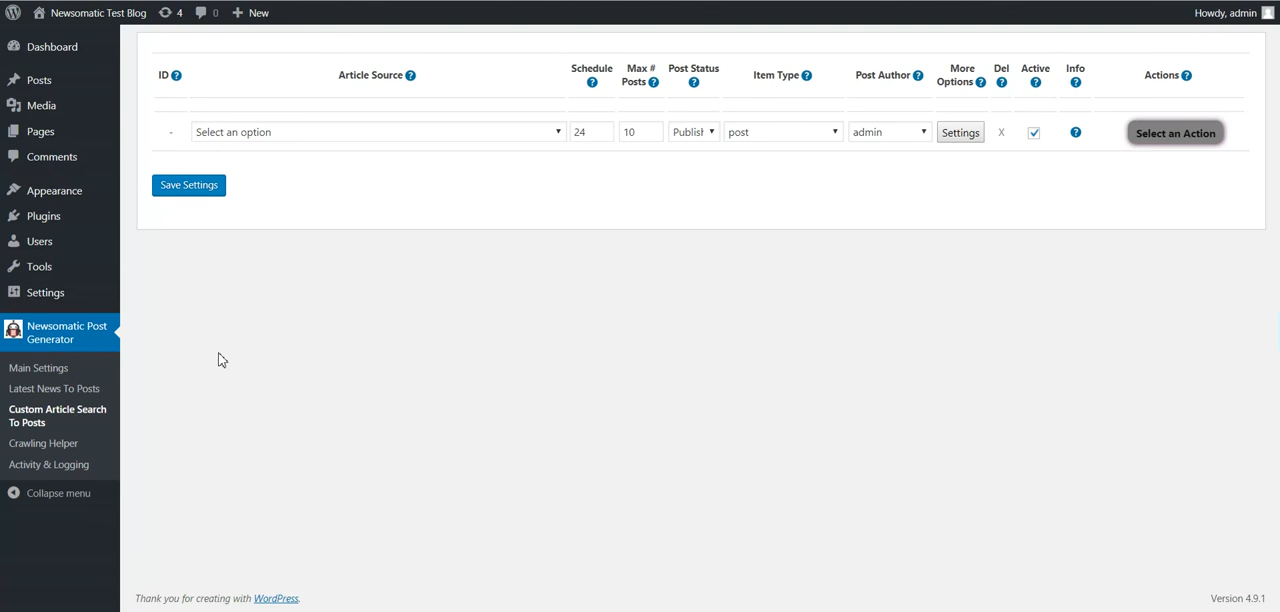 Newsomatic Test Blog 4 0 New Howdy, admin
Dashboard
Posts
Media
Pages
Comments
Appearance
Plugins
Users
Tools
Settings
Newsomatic Post
Generator
Main Settings
Latest News To Posts
Custom Article Search
To Posts
Crawling Helper
Activity & Logging
Collapse menu
ID ? Article Source ? Schedule ? Max # Posts ? Post Status ? Item Type ? Post Author ? More Options ? Del ? Active ? Info ? Actions ?
- Select an option 24 10 Publish post admin Settings X ? Select an Action
Save Settings
Thank you for creating with WordPress. Version 4.9.1